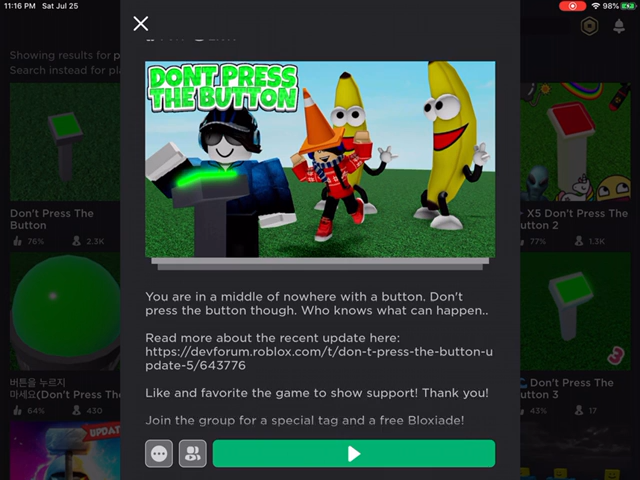 11:16 PM Sat Jul 25
98%
Showing results for p
Search instead for pl
DONT PRESS
THE BUTTON
Don't Press The
Button
76% 2.3K
+ X5 Don't Press The
Button 2
77% 1.3K
You are in a middle of nowhere with a button. Don't
press the button though. Who knows what can happen..
Read more about the recent update here:
https://devforum.roblox.com/t/don-t-press-the-button-u
pdate-5/643776
Like and favorite the game to show support! Thank you!
Join the group for a special tag and a free Bloxiade!
버튼을 누르지
마세요(Don't Press The
64% 430
3
Don't Press The
Button 3
43% 17
UPDATE